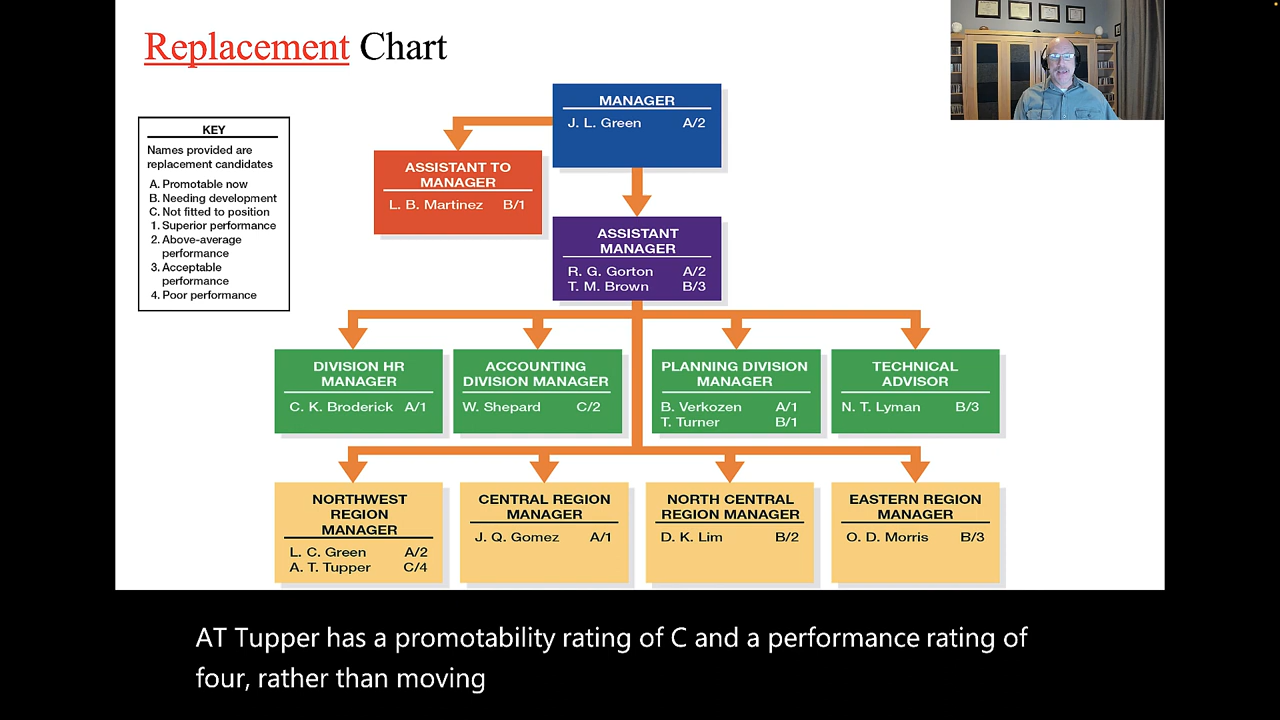 Replacement Chart
KEY
Names provided are
replacement candidates
A. Promotable now
B. Needing development
C. Not fitted to position
1. Superior performance
2. Above-average
performance
3. Acceptable
performance
4. Poor performance
MANAGER
J. L. Green A/2
ASSISTANT TO
MANAGER
L. B. Martinez B/1
ASSISTANT
MANAGER
R. G. Gorton A/2
T. M. Brown B/3
DIVISION HR
MANAGER
C. K. Broderick A/1
ACCOUNTING
DIVISION MANAGER
W. Shepard C/2
PLANNING DIVISION
MANAGER
B. Verkozen A/1
T. Turner B/1
TECHNICAL
ADVISOR
N. T. Lyman B/3
NORTHWEST
REGION
MANAGER
L. C. Green A/2
A. T. Tupper C/4
CENTRAL REGION
MANAGER
J. Q. Gomez A/1
NORTH CENTRAL
REGION MANAGER
D. K. Lim B/2
EASTERN REGION
MANAGER
O. D. Morris B/3
AT Tupper has a promotability rating of C and a performance rating of
four, rather than moving